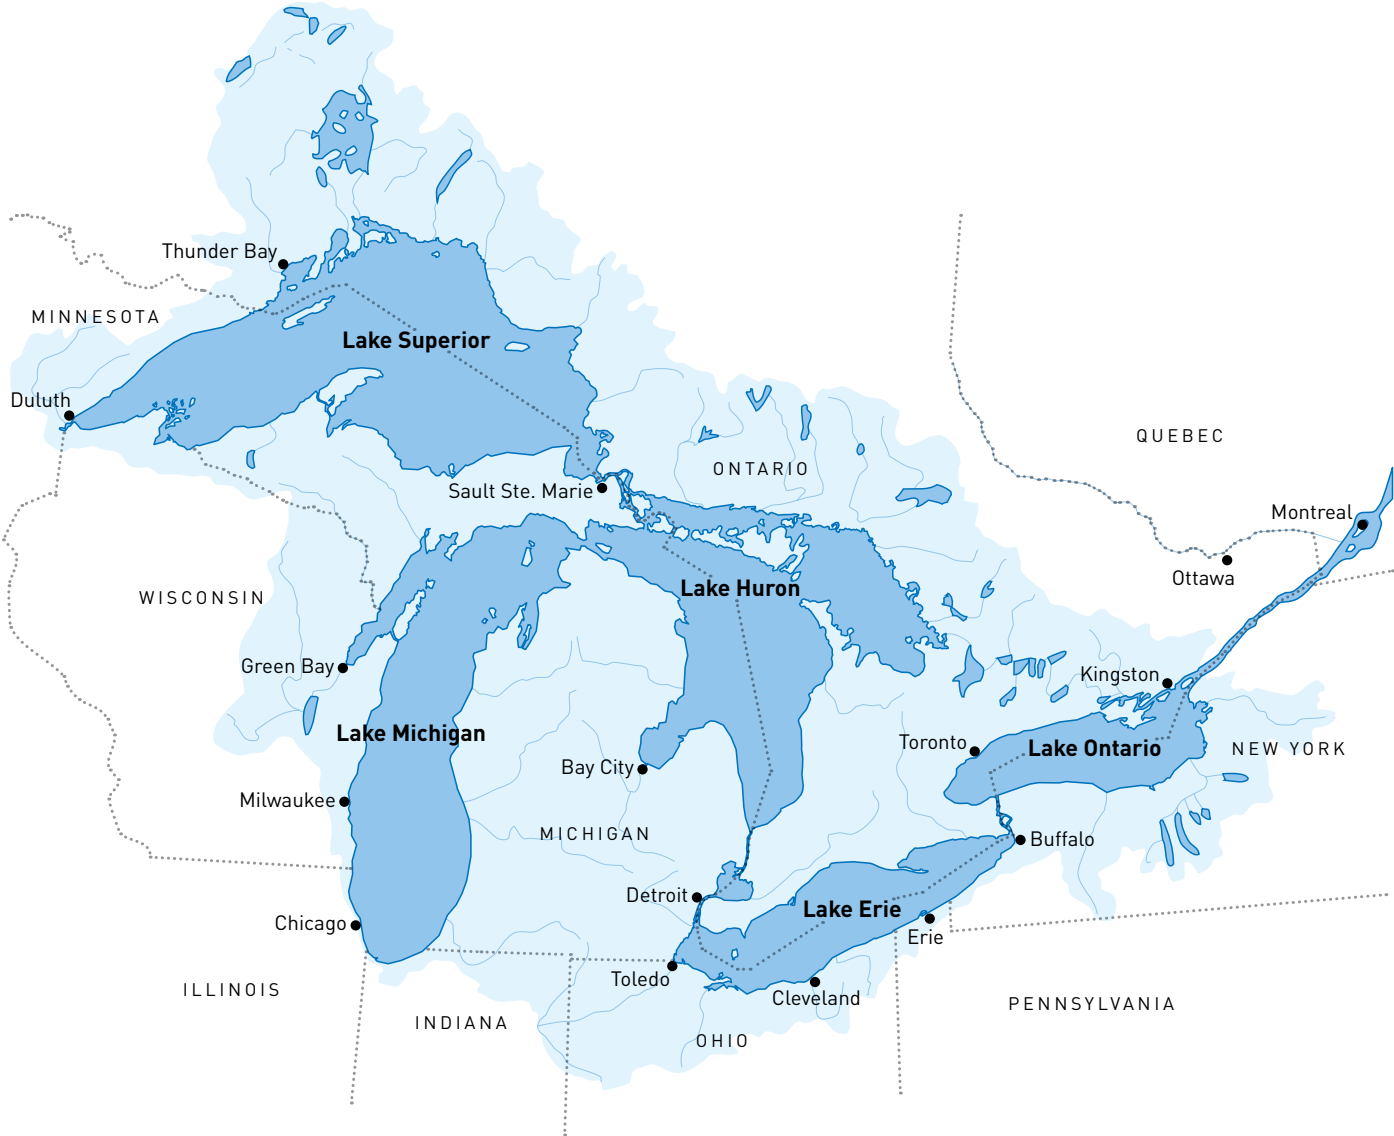 Thunder Bay
MINNESOTA
Lake Superior
Duluth
QUEBEC
ONTARIO
Sault Ste. Marie
Montreal
Ottawa
Lake Huron
WISCONSIN
Green Bay
Kingston
Lake Michigan
Toronto
Lake Ontario
NEW YORK
Bay City
Milwaukee
MICHIGAN
Buffalo
Detroit
Lake Erie
Chicago
Erie
Toledo
ILLINOIS
Cleveland
PENNSYLVANIA
INDIANA
OHIO